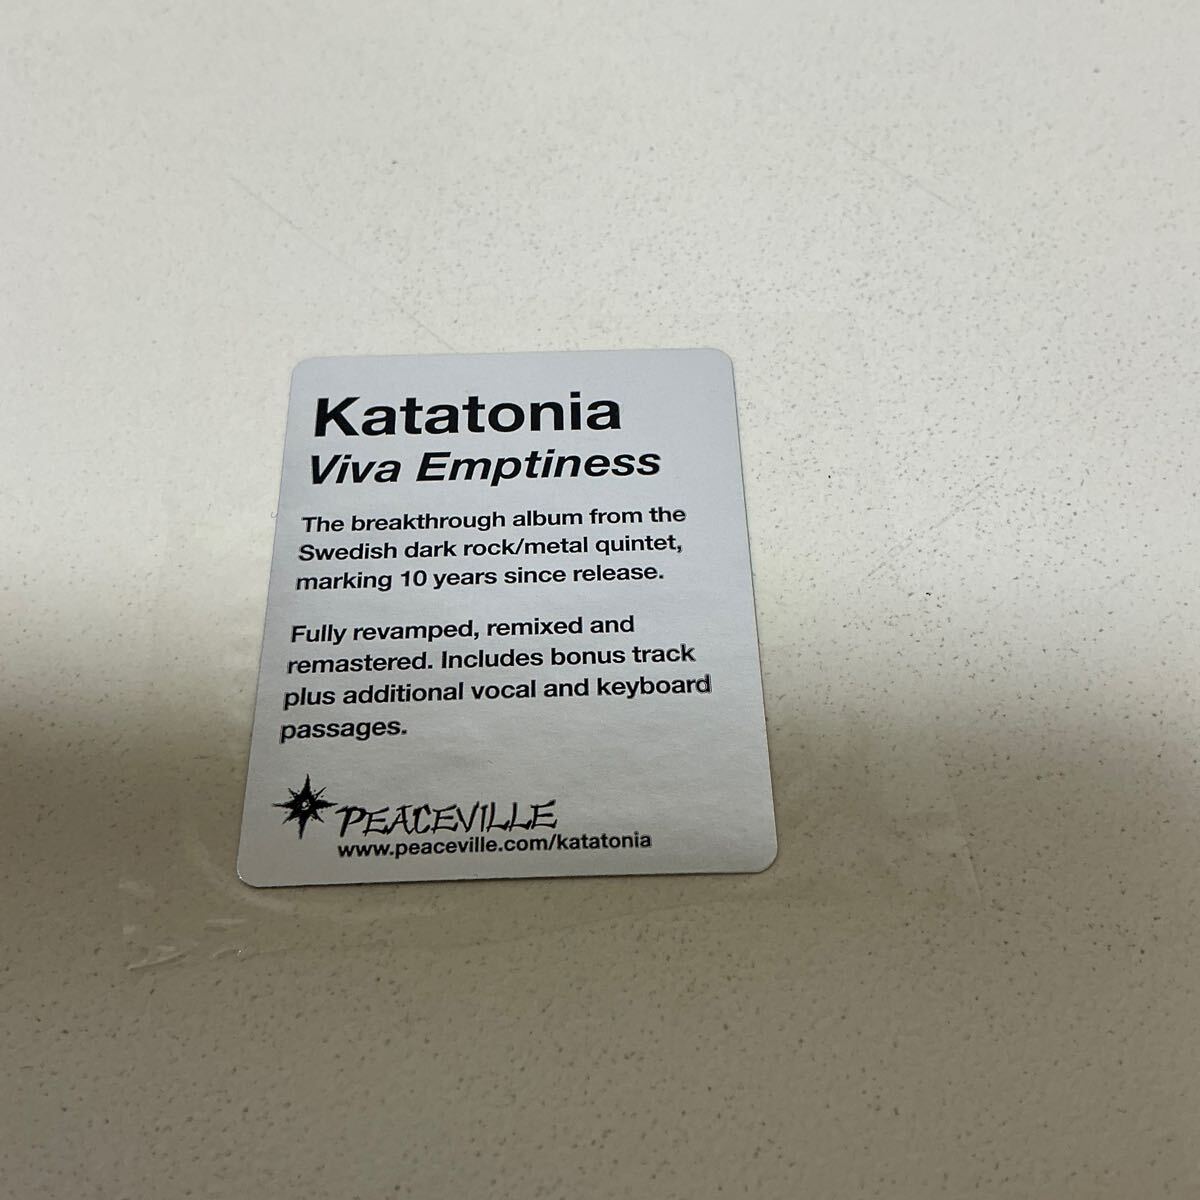 Katatonia
Viva Emptiness
The breakthrough album from the
Swedish dark rock/metal quintet,
marking 10 years since release.
Fully revamped, remixed and
remastered. Includes bonus track
plus additional vocal and keyboard
passages.
PEACEVILLE
www.peaceville.com/katatonia